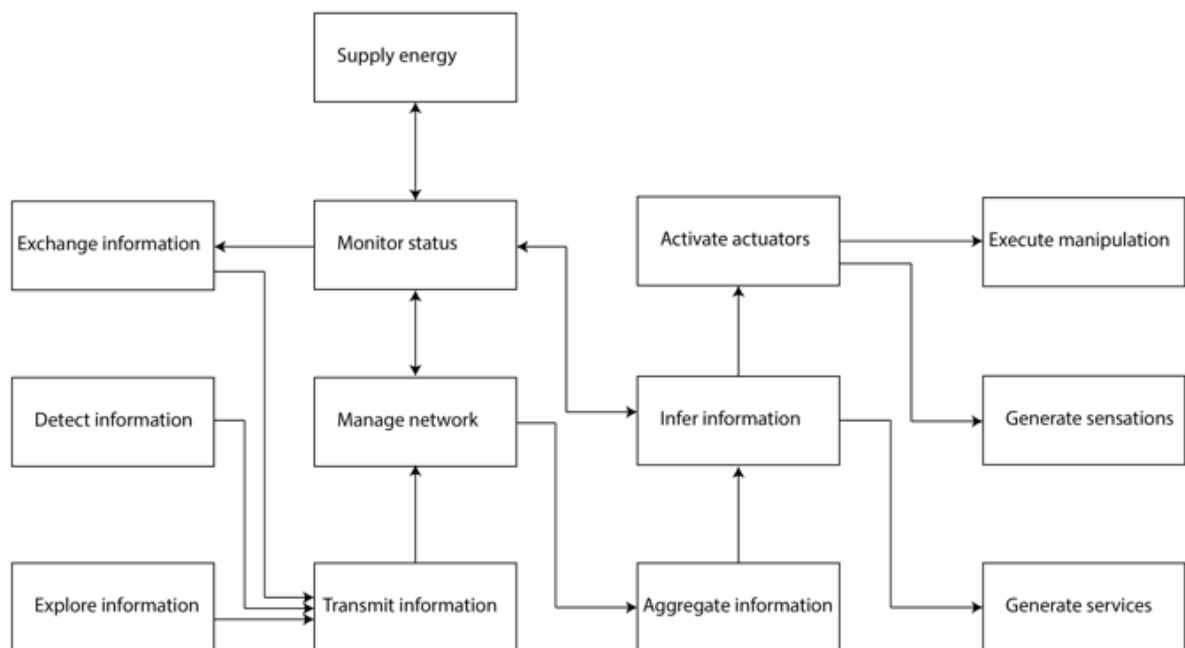 Supply energy
Exchange information
Monitor status
Activate actuators
Execute manipulation
Detect information
Manage network
Infer information
Generate sensations
Explore information
Transmit information
Aggregate information
Generate services